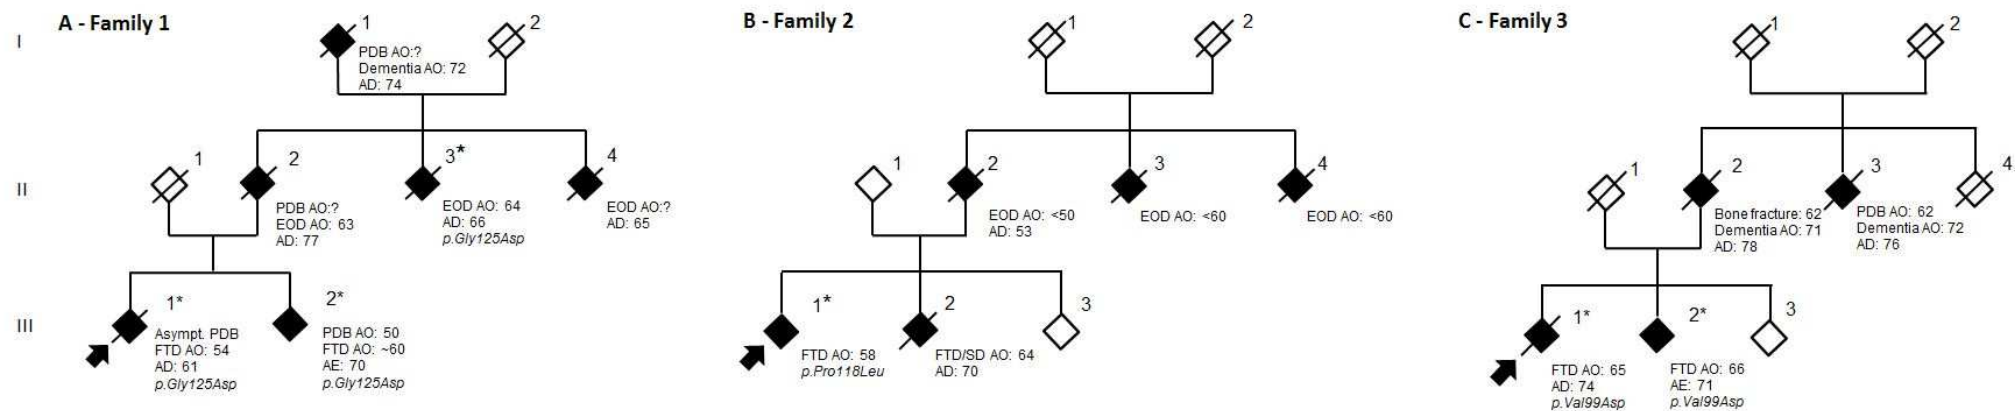 A - Family 1
B - Family 2
C - Family 3
I
1
2
PDB AO:?
Dementia AO: 72
AD: 74
1
2
1
2
II
1
2
PDB AO:?
EOD AO: 63
AD: 77
3*
EOD AO: 64
AD: 66
p.Gly125Asp
4
EOD AO:?
AD: 65
1
2
EOD AO: <50
AD: 53
3
EOD AO: <60
4
EOD AO: <60
1
2
Bone fracture: 62
Dementia AO: 71
AD: 78
3
PDB AO: 62
Dementia AO: 72
AD: 76
4
III
1*
Asympt. PDB
FTD AO: 54
AD: 61
p.Gly125Asp
2*
PDB AO: 50
FTD AO: ~60
AE: 70
p.Gly125Asp
1*
FTD AO: 58
p.Pro118Leu
2
FTD/SD AO: 64
AD: 70
3
1*
FTD AO: 65
AD: 74
p.Val99Asp
2*
FTD AO: 66
AE: 71
p.Val99Asp
3